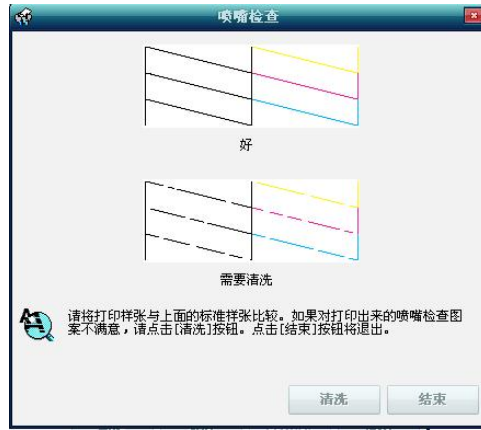 喷嘴检查
好
需要清洗
请将打印样张与上面的标准样张比较。如果对打印出来的喷嘴检查图
案不满意，请点击[清洗]按钮。点击[结束]按钮将退出。
清洗
结束